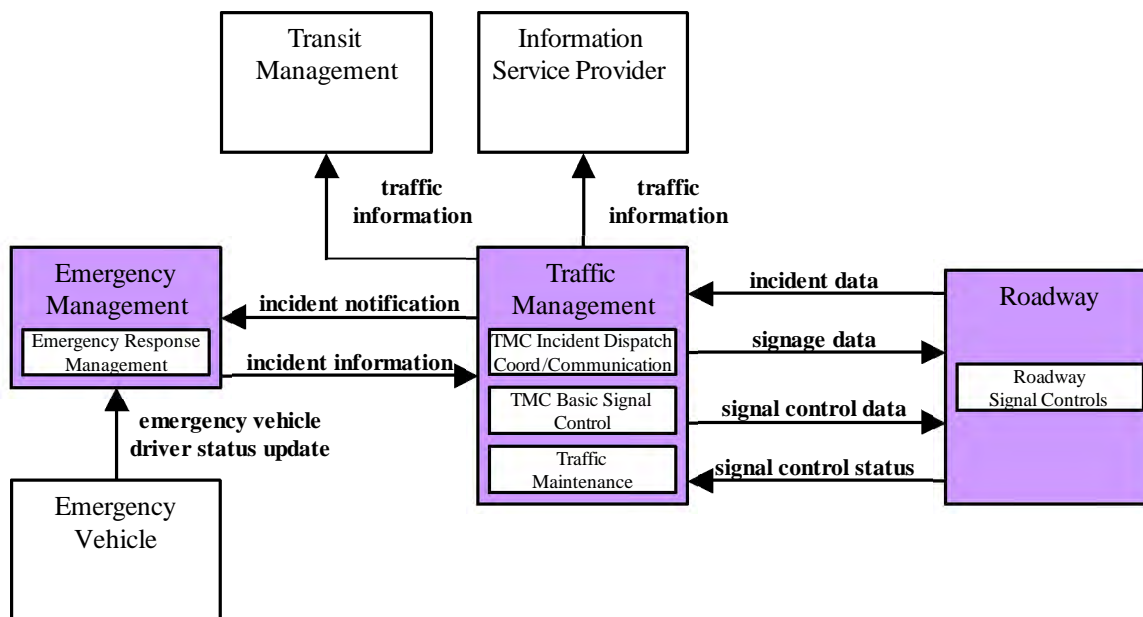 Transit
Management
Information
Service Provider
traffic
information
traffic
information
Emergency
Management
Emergency Response
Management
incident notification
incident information
Traffic
Management
TMC Incident Dispatch
Coord/Communication
TMC Basic Signal
Control
Traffic
Maintenance
incident data
signage data
signal control data
signal control status
Roadway
Roadway
Signal Controls
emergency vehicle
driver status update
Emergency
Vehicle